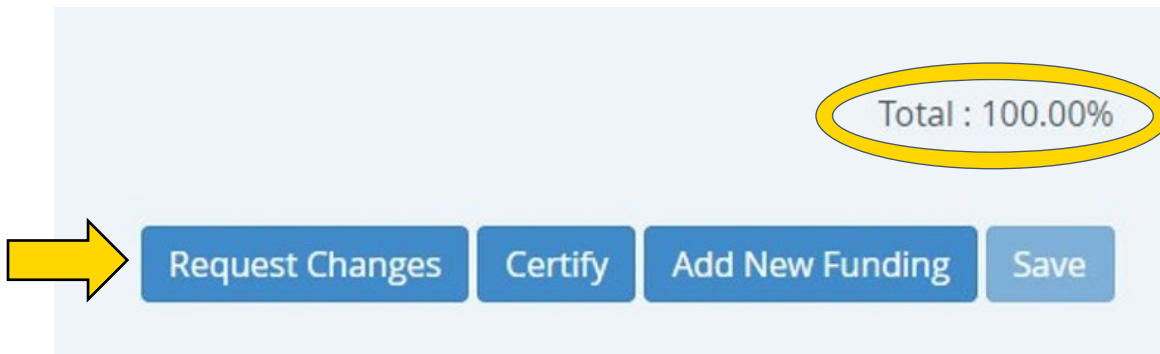 Total : 100.00%
Request Changes Certify Add New Funding Save